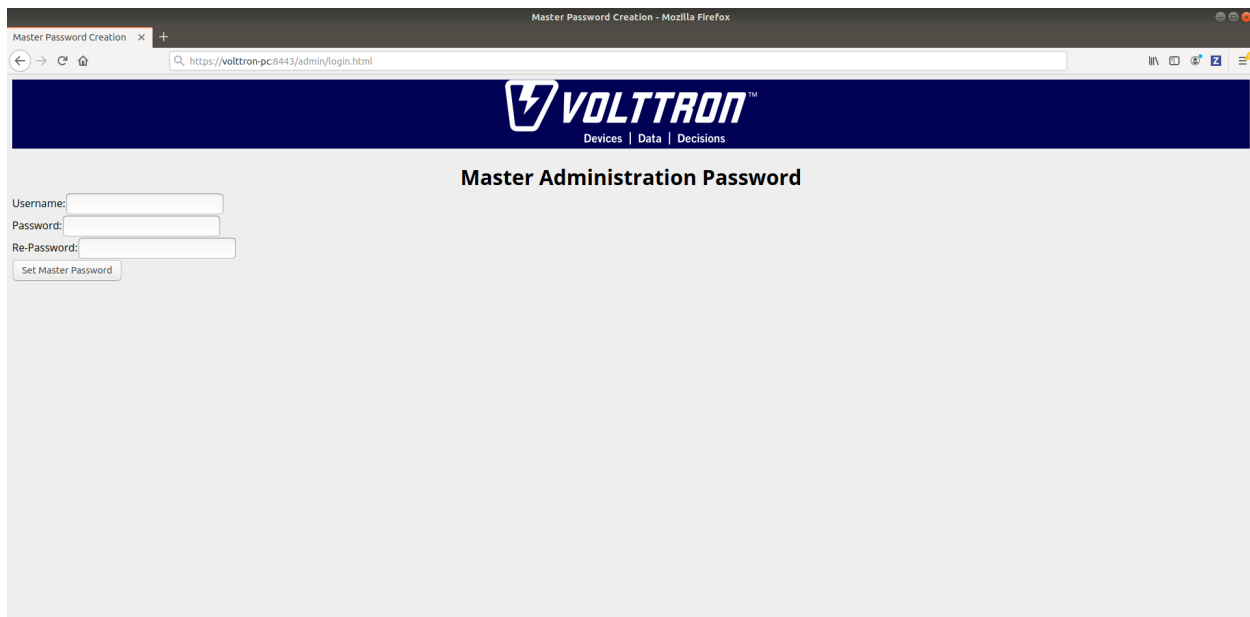 Master Password Creation - Mozilla Firefox
Master Password Creation
https://volttron-pc:8443/admin/login.html
VOLTTRON™
Devices | Data | Decisions
Master Administration Password
Username:
Password:
Re-Password:
Set Master Password